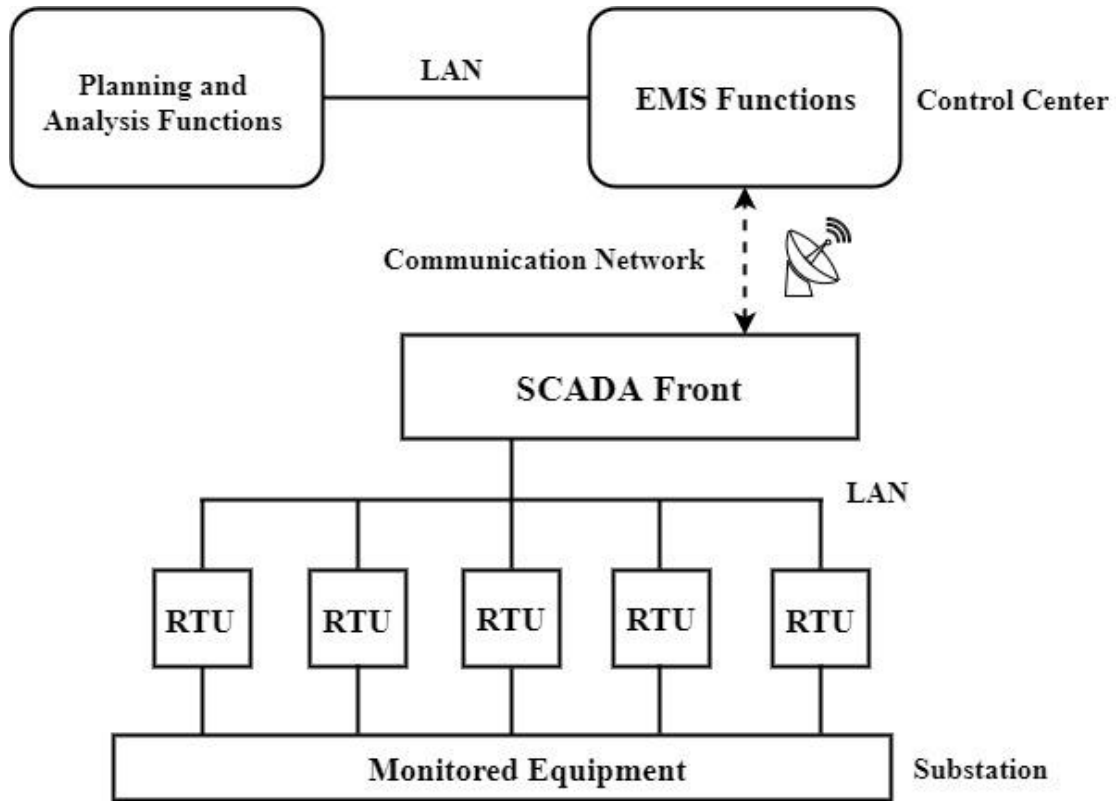 Planning and
Analysis Functions
LAN
EMS Functions
Control Center
Communication Network
SCADA Front
LAN
RTU
RTU
RTU
RTU
RTU
Monitored Equipment
Substation